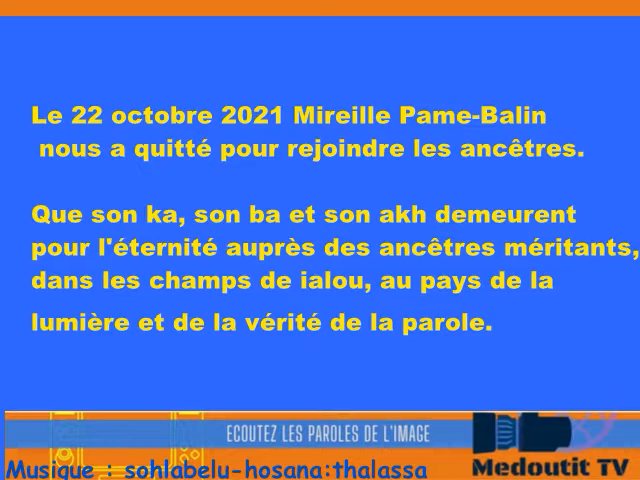 Le 22 octobre 2021 Mireille Pame-Balin
nous a quitté pour rejoindre les ancêtres.
Que son ka, son ba et son akh demeurent
pour l'éternité auprès des ancêtres méritants,
dans les champs de ialou, au pays de la
lumière et de la vérité de la parole.
ECOUTEZ LES PAROLES DE L'IMAGE
Medoutit TV
Musique : sohlabelu-hosana:thalassa